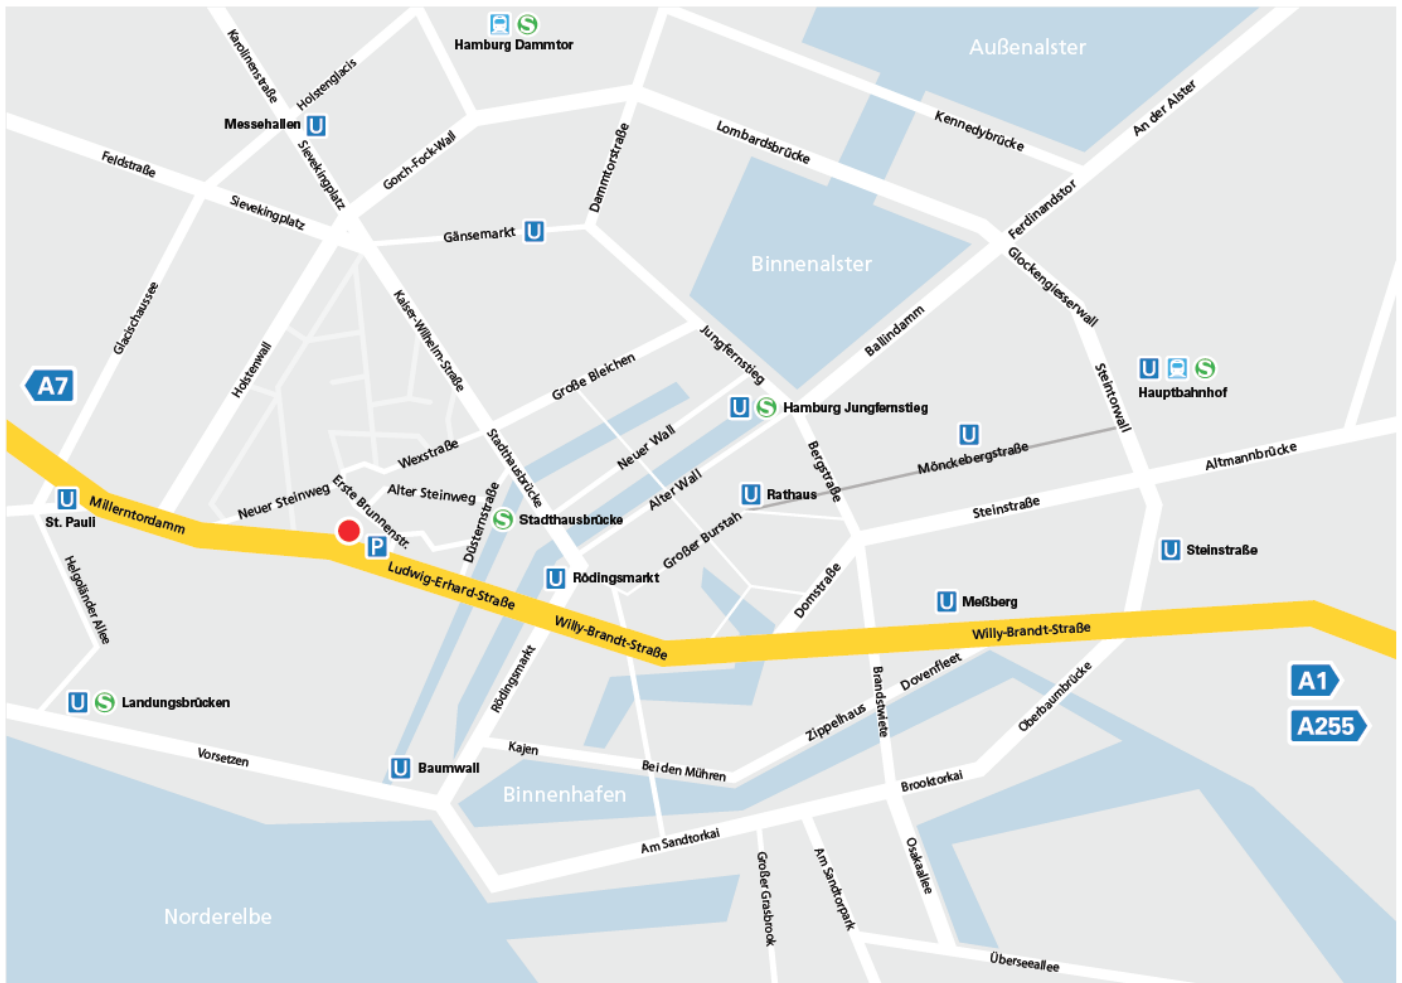 S
Hamburg Dammtor
Außenalster
Karolinenstraße
Holstenglacis
Messehallen U
Kennedybrücke
An der Alster
Lombardsbrücke
Gorch-Fock-Wall
Dammtorstraße
Feldstraße
Sievekingplatz
Sievekingplatz
Ferdinandstor
Gänsemarkt U
Binnenalster
Glockengiesserwall
Glacischaussee
Kaiser-Wilhelm-Straße
Holstenwall
Ballindamm
Jungfernstieg
Große Bleichen
A7
U S
Hauptbahnhof
Steintorwall
U S Hamburg Jungfernstieg
U
Mönckebergstraße
Altmannbrücke
Neuer Wall
Bergstraße
Wexstraße
Stadthausbrücke
Alter Wall
Neuer Steinweg
Erste Brunnenstr.
Alter Steinweg
U Rathaus
Steinstraße
U
St. Pauli
Millerntordamm
Düsternstraße
S Stadthausbrücke
Großer Burstah
P
U Steinstraße
Helgoländer Allee
Ludwig-Erhard-Straße
U Rödingsmarkt
Domstraße
U Meßberg
Willy-Brandt-Straße
Willy-Brandt-Straße
Rödingsmarkt
Dovenfleet
Brandstwiete
Oberbaumbrücke
A1
A255
U S Landungsbrücken
Zippelhaus
Vorsetzen
Kajen
Bei den Mühren
U Baumwall
Brooktorkai
Binnenhafen
Am Sandtorkai
Großer Grasbrook
Am Sandtorpark
Osakaallee
Norderelbe
Überseeallee